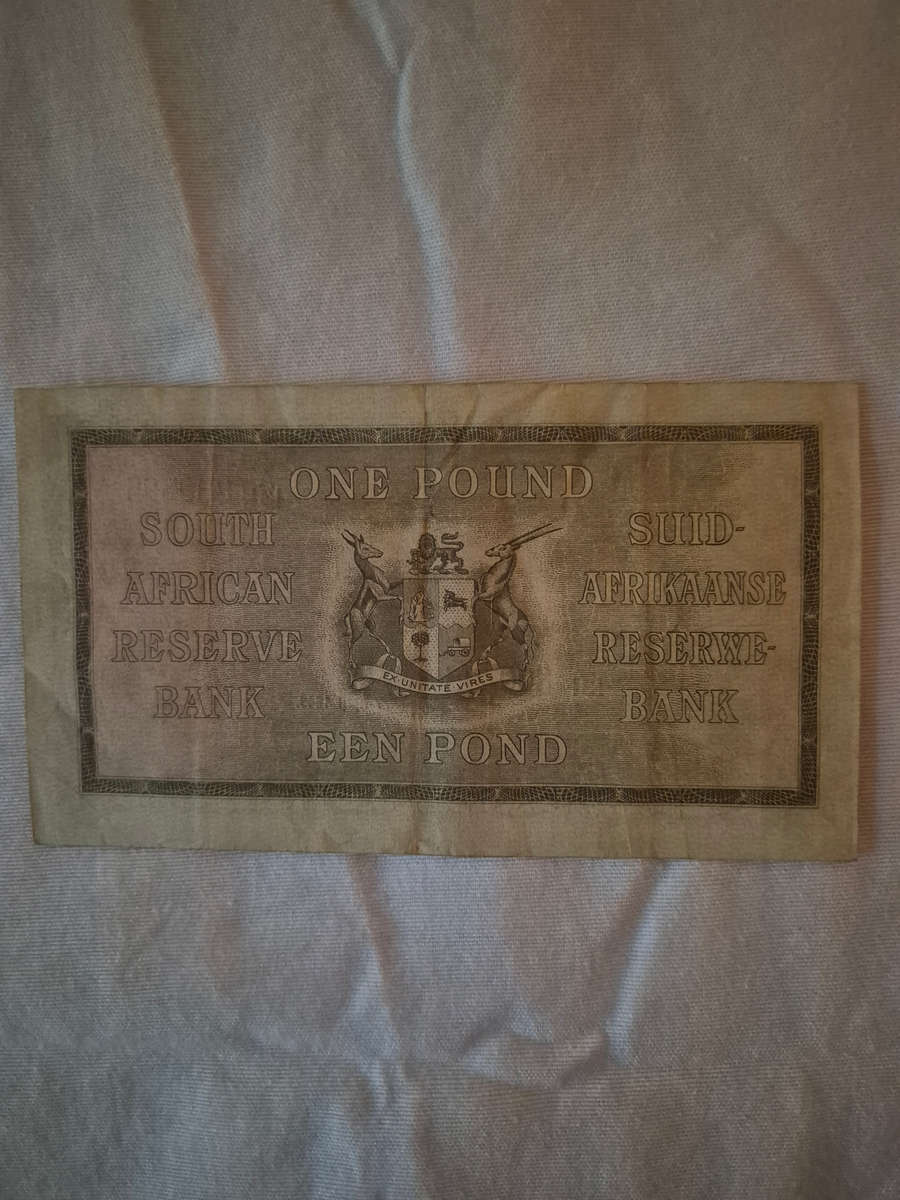 ONE POUND
SOUTH
AFRICAN
RESERVE
BANK
SUID-
AFRIKAANSE
RESERWE-
BANK
EX UNITATE VIRES
EEN POND